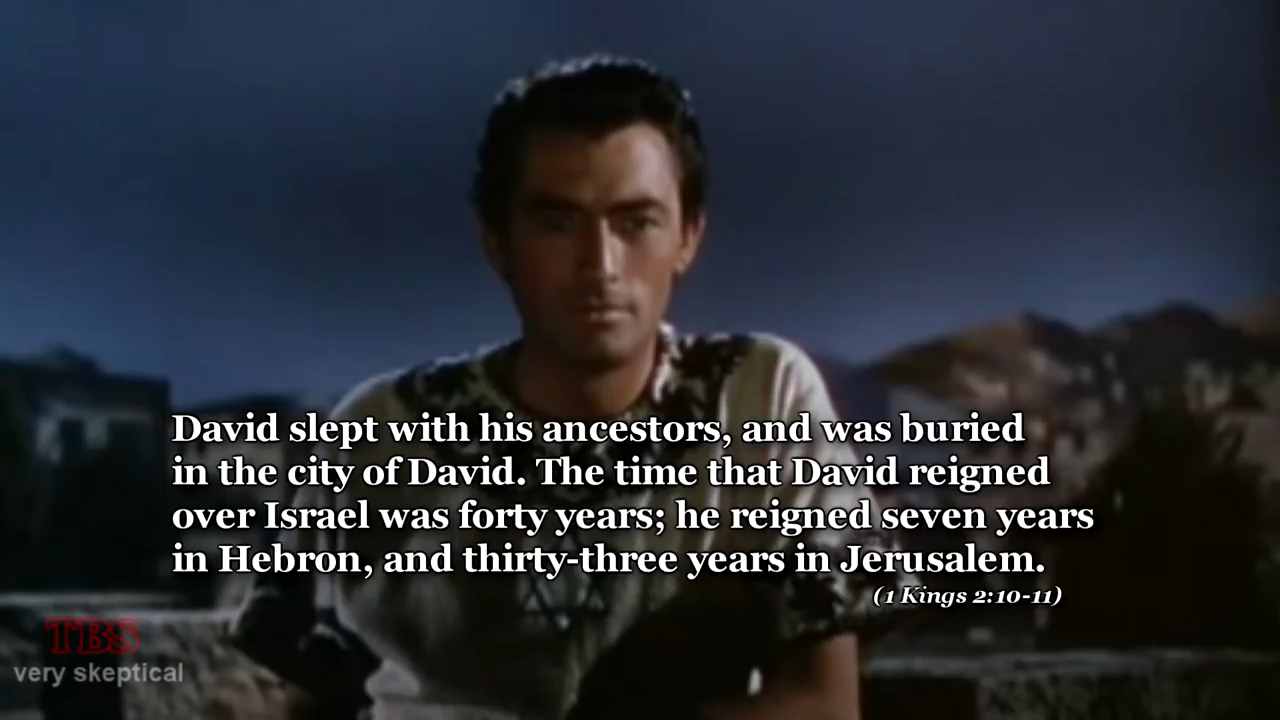 David slept with his ancestors, and was buried
in the city of David. The time that David reigned
over Israel was forty years; he reigned seven years
in Hebron, and thirty-three years in Jerusalem.
(1 Kings 2:10-11)
TBS
very skeptical